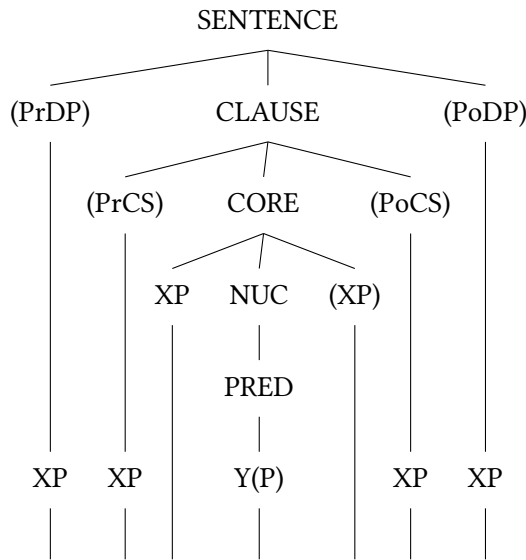 SENTENCE
(PrDP) CLAUSE (PoDP)
(PrCS) CORE (PoCS)
XP NUC (XP)
PRED
XP XP Y(P) XP XP